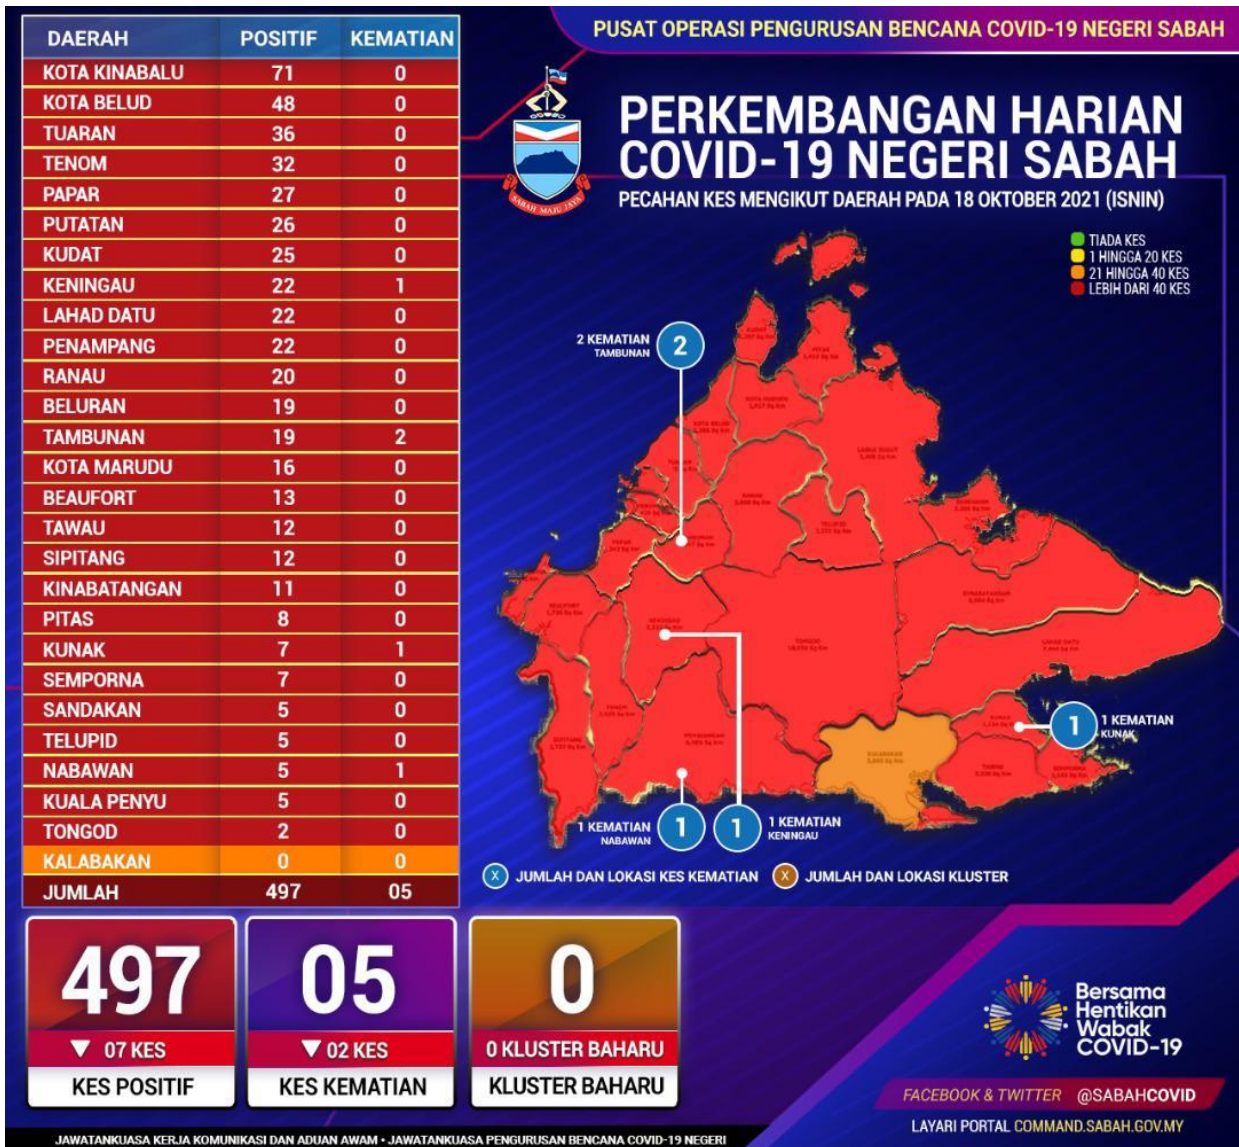 DAERAH POSITIF KEMATIAN
KOTA KINABALU 71 0
KOTA BELUD 48 0
TUARAN 36 0
TENOM 32 0
PAPAR 27 0
PUTATAN 26 0
KUDAT 25 0
KENINGAU 22 1
LAHAD DATU 22 0
PENAMPANG 22 0
RANAU 20 0
BELURAN 19 0
TAMBUNAN 19 2
KOTA MARUDU 16 0
BEAUFORT 13 0
TAWAU 12 0
SIPITANG 12 0
KINABATANGAN 11 0
PITAS 8 0
KUNAK 7 1
SEMPORNA 7 0
SANDAKAN 5 0
TELUPID 5 0
NABAWAN 5 1
KUALA PENYU 5 0
TONGOD 2 0
KALABAKAN 0 0
JUMLAH 497 05
PUSAT OPERASI PENGURUSAN BENCANA COVID-19 NEGERI SABAH
SABAH MAJU JAYA
PERKEMBANGAN HARIAN
COVID-19 NEGERI SABAH
PECAHAN KES MENGIKUT DAERAH PADA 18 OKTOBER 2021 (ISNIN)
TIADA KES
1 HINGGA 20 KES
21 HINGGA 40 KES
LEBIH DARI 40 KES
2 KEMATIAN
TAMBUNAN
2
1
1 KEMATIAN
KUNAK
1 KEMATIAN
NABAWAN
1
1
1 KEMATIAN
KENINGAU
X JUMLAH DAN LOKASI KES KEMATIAN
X JUMLAH DAN LOKASI KLUSTER
497
▼ 07 KES
KES POSITIF
05
▼ 02 KES
KES KEMATIAN
0
0 KLUSTER BAHARU
KLUSTER BAHARU
Bersama
Hentikan
Wabak
COVID-19
FACEBOOK & TWITTER @SABAHCOVID
LAYARI PORTAL COMMAND.SABAH.GOV.MY
JAWATANKUASA KERJA KOMUNIKASI DAN ADUAN AWAM • JAWATANKUASA PENGURUSAN BENCANA COVID-19 NEGERI